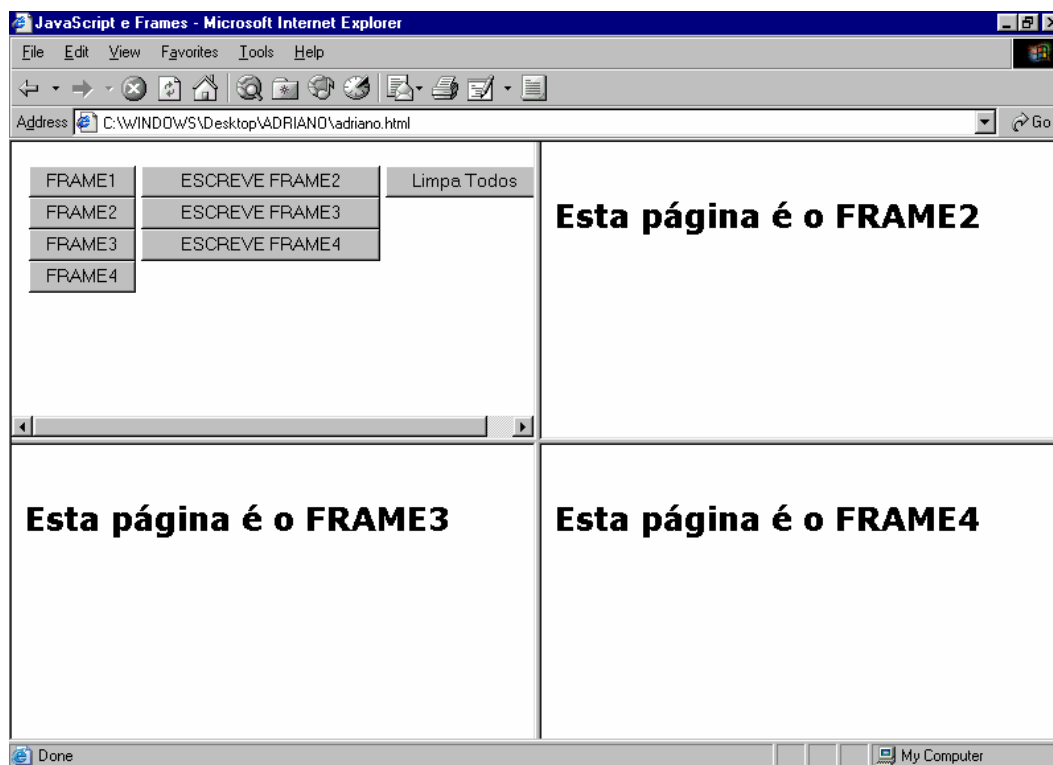 JavaScript e Frames - Microsoft Internet Explorer
File Edit View Favorites Tools Help
Address C:\WINDOWS\Desktop\ADRIANO\adriano.html Go
FRAME1 ESCREVE FRAME2 Limpa Todos
FRAME2 ESCREVE FRAME3
FRAME3 ESCREVE FRAME4
FRAME4
Esta página é o FRAME2
Esta página é o FRAME3
Esta página é o FRAME4
Done My Computer